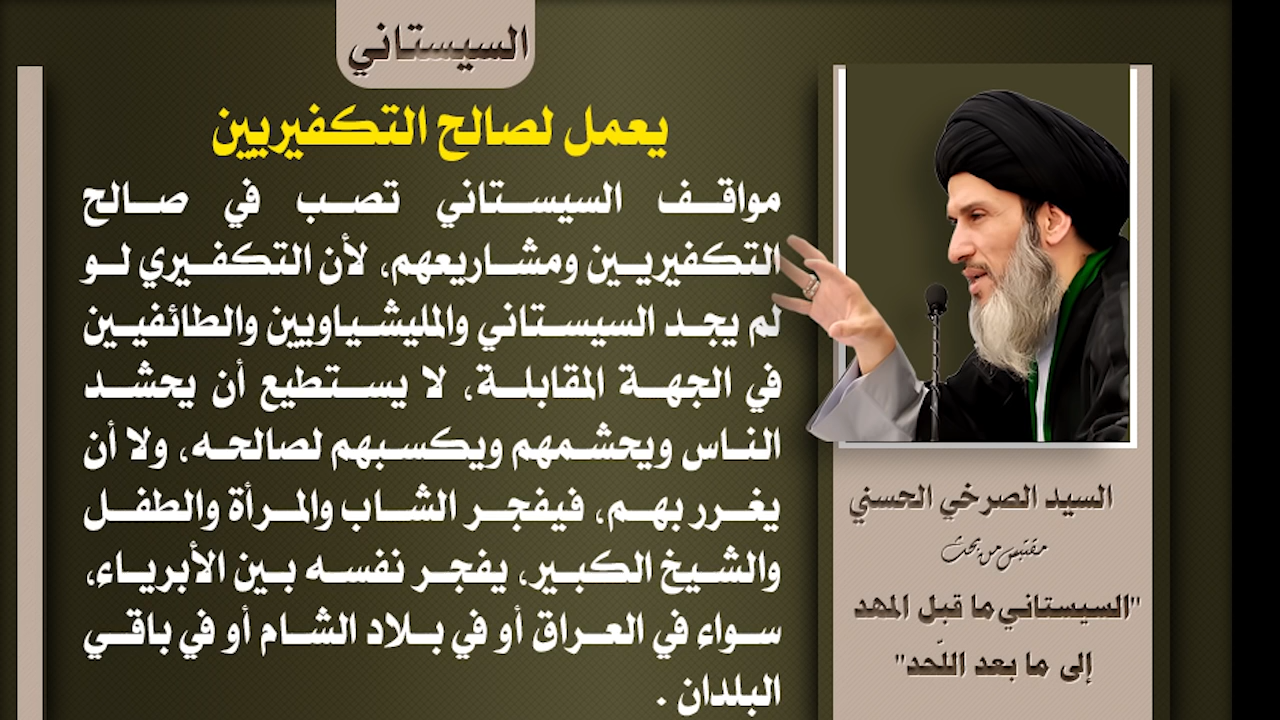 السيستاني
يعمل لصالح التكفيريين
مواقف السيستاني تصب في صالح
التكفيريين ومشاريعهم، لأن التكفيري لو
لم يجد السيستاني والمليشياويين والطائفيين
في الجهة المقابلة، لا يستطيع أن يحشد
الناس ويحشمهم ويكسبهم لصالحه، ولا أن
يغرر بهم، فيفجر الشاب والمرأة والطفل
والشيخ الكبير، يفجر نفسه بين الأبرياء،
سواء في العراق أو في بلاد الشام أو في باقي
البلدان .
السيد الصرخي الحسني
مقتبس من بحث
"السيستاني ما قبل المهد
إلى ما بعد اللّحد"